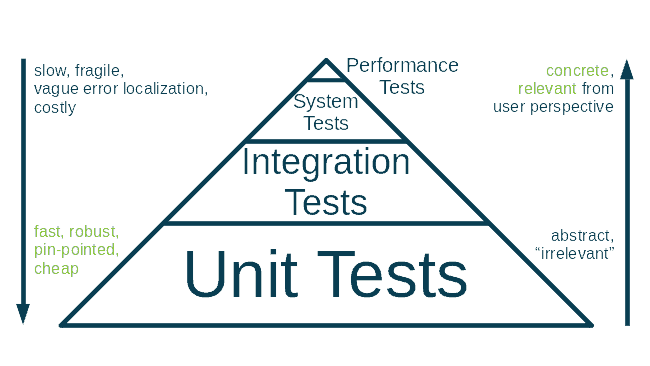 slow, fragile,
vague error localization,
costly
fast, robust,
pin-pointed,
cheap
Performance
Tests
System
Tests
Integration
Tests
Unit Tests
concrete,
relevant from
user perspective
abstract,
“irrelevant”